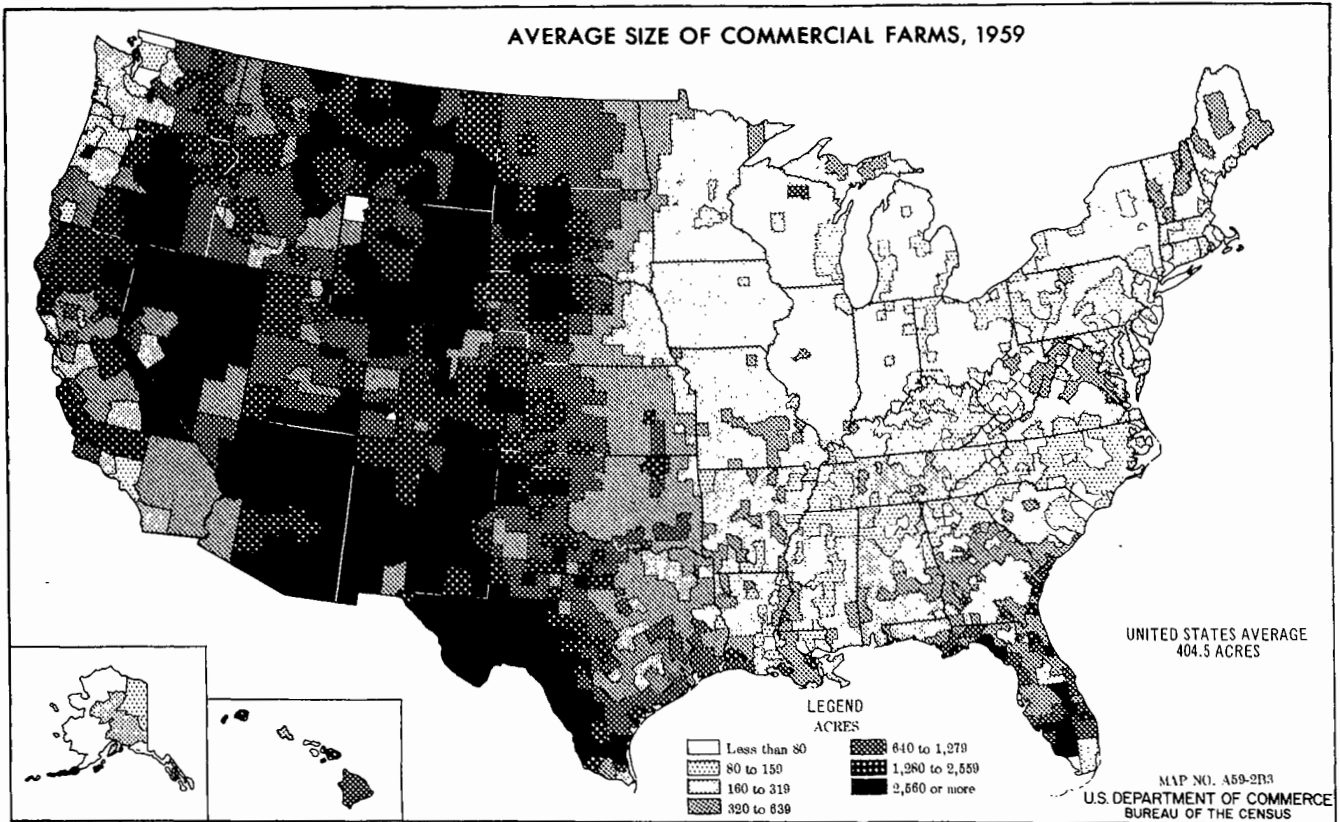 AVERAGE SIZE OF COMMERCIAL FARMS, 1959
UNITED STATES AVERAGE
404.5 ACRES
LEGEND
ACRES
Less than 80
80 to 159
160 to 319
320 to 639
640 to 1,279
1,280 to 2,559
2,560 or more
MAP NO. A59-2B3
U.S. DEPARTMENT OF COMMERCE
BUREAU OF THE CENSUS